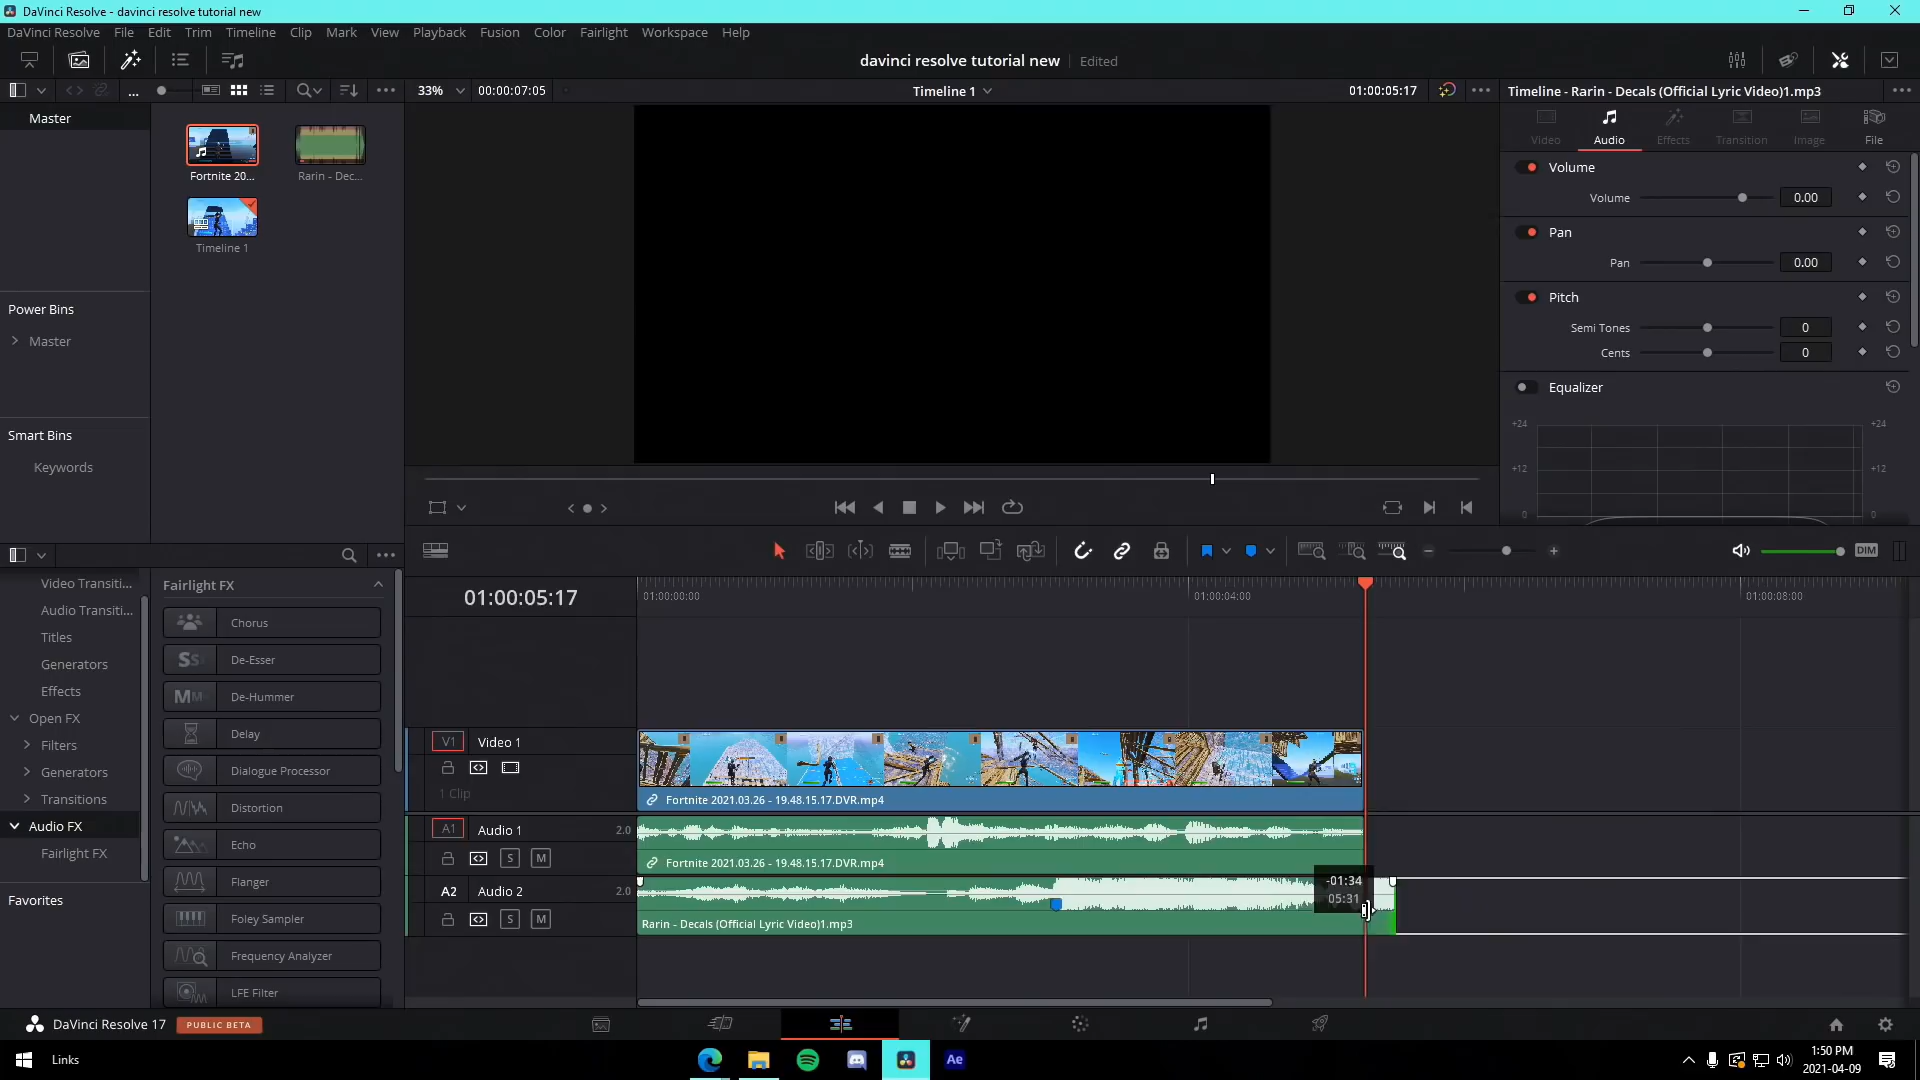 DaVinci Resolve - davinci resolve tutorial new
DaVinci Resolve File Edit Trim Timeline Clip Mark View Playback Fusion Color Fairlight Workspace Help
davinci resolve tutorial new Edited
... 33% 00:00:07:05 Timeline 1 01:00:05:17 Timeline - Rarin - Decals (Official Lyric Video)1.mp3
Master
Fortnite 20...
Rarin - Dec...
Timeline 1
Power Bins
Master
Smart Bins
Keywords
Video Audio Effects Transition Image File
Volume
Volume 0.00
Pan
Pan 0.00
Pitch
Semi Tones 0
Cents 0
Equalizer
+24 +24
+12 +12
0 0
DIM
Video Transiti...
Audio Transiti...
Titles
Generators
Effects
Open FX
Filters
Generators
Transitions
Audio FX
Fairlight FX
Favorites
Fairlight FX
Chorus
De-Esser
De-Hummer
Delay
Dialogue Processor
Distortion
Echo
Flanger
Foley Sampler
Frequency Analyzer
LFE Filter
01:00:05:17
01:00:00:00 01:00:04:00 01:00:08:00
V1 Video 1
1 Clip
Fortnite 2021.03.26 - 19.48.15.17.DVR.mp4
A1 Audio 1 2.0
S M
Fortnite 2021.03.26 - 19.48.15.17.DVR.mp4
A2 Audio 2 2.0
S M
-01:34
05:31
Rarin - Decals (Official Lyric Video)1.mp3
DaVinci Resolve 17 PUBLIC BETA
Links
Ae
1:50 PM
2021-04-09